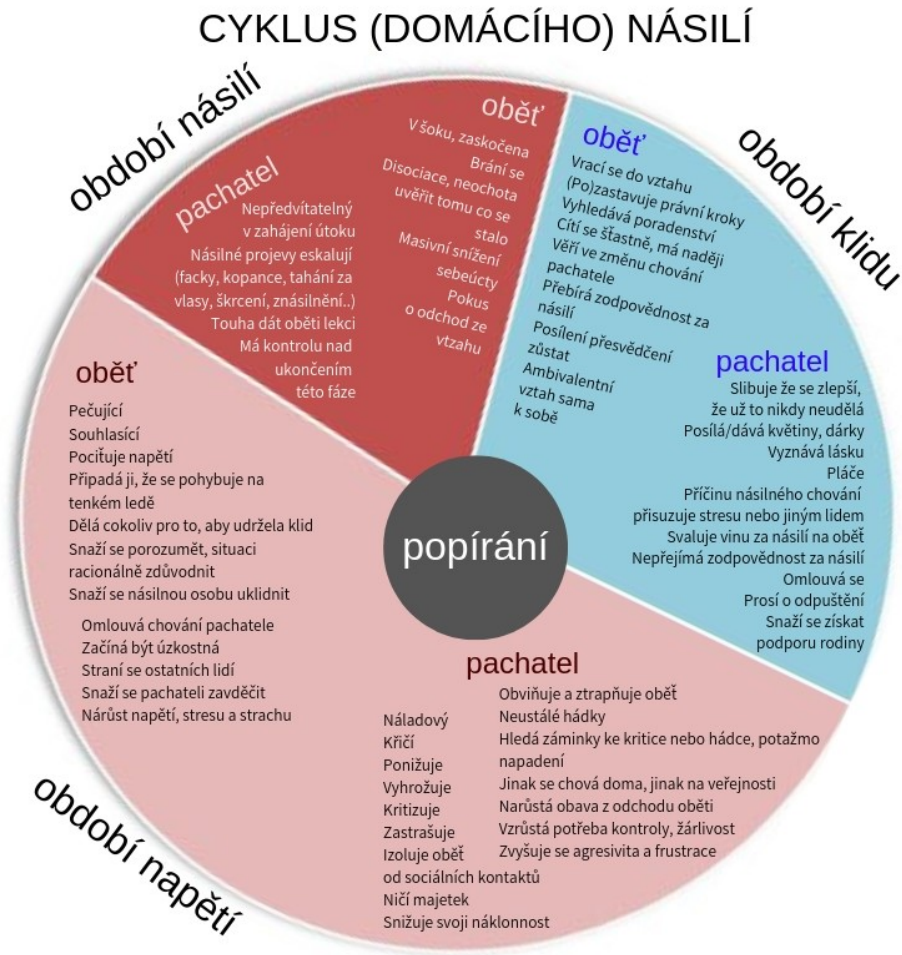 CYKLUS (DOMÁCÍHO) NÁSILÍ
období násilí
pachatel
Nepředvítatelný
v zahájení útoku
Násilné projevy eskalují
(facky, kopance, tahání za
vlasy, škrcení, znásilnění..)
Touha dát oběti lekci
Má kontrolu nad
ukončením
této fáze
oběť
V šoku, zaskočena
Brání se
Disociace, neochota
uvěřit tomu co se
stalo
Masivní snížení
sebeúcty
Pokus
o odchod ze
vztahu
období klidu
oběť
Vrací se do vztahu
(Po)zastavuje právní kroky
Vyhledává poradenství
Cítí se šťastně, má naději
Věří ve změnu chování
pachatele
Přebírá zodpovědnost za
násilí
Posílení přesvědčení
zůstat
Ambivalentní
vztah sama
k sobě
pachatel
Slibuje že se zlepší,
že už to nikdy neudělá
Posílá/dává květiny, dárky
Vyznává lásku
Pláče
Příčinu násilného chování
přisuzuje stresu nebo jiným lidem
Svaluje vinu za násilí na oběť
Nepřejímá zodpovědnost za násilí
Omlouvá se
Prosí o odpuštění
Snaží se získat
podporu rodiny
popírání
období napětí
oběť
Pečující
Souhlasící
Pociťuje napětí
Připadá ji, že se pohybuje na
tenkém ledě
Dělá cokoliv pro to, aby udržela klid
Snaží se porozumět, situaci
racionálně zdůvodnit
Snaží se násilnou osobu uklidnit
Omlouvá chování pachatele
Začíná být úzkostná
Straní se ostatních lidí
Snaží se pachateli zavděčit
Nárůst napětí, stresu a strachu
pachatel
Náladový
Křičí
Ponižuje
Vyhrožuje
Kritizuje
Zastrašuje
Izoluje oběť
od sociálních kontaktů
Ničí majetek
Snižuje svoji náklonnost
Obviňuje a ztrapňuje oběť
Neustálé hádky
Hledá záminky ke kritice nebo hádce, potažmo
napadení
Jinak se chová doma, jinak na veřejnosti
Narůstá obava z odchodu oběti
Vzrůstá potřeba kontroly, žárlivost
Zvyšuje se agresivita a frustrace